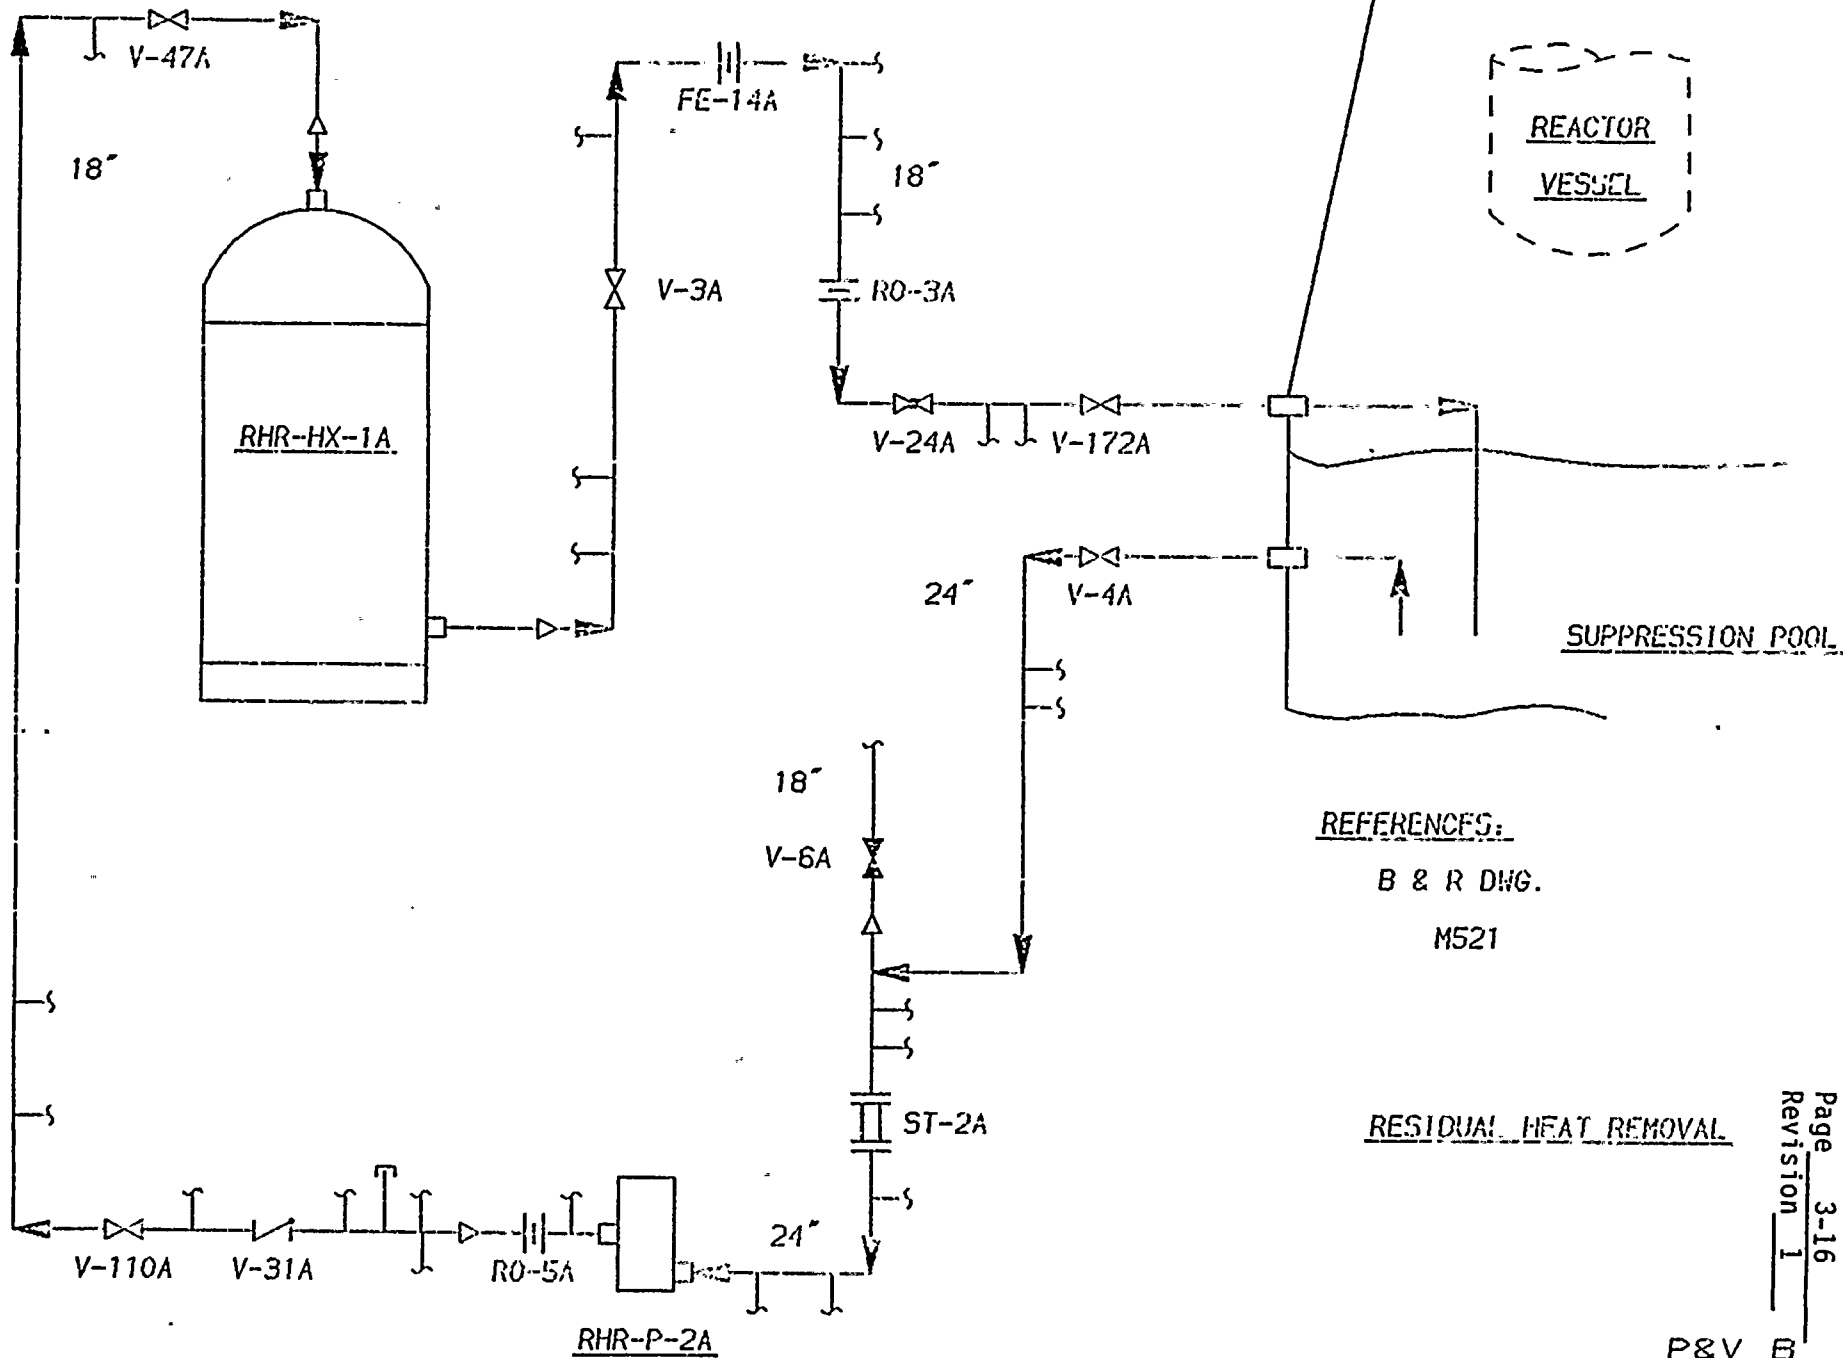 V-47A
18"
FE-14A
18"
REACTOR
VESSEL
V-3A
RO-3A
RHR-HX-1A
V-24A
V-172A
24"
V-4A
SUPPRESSION POOL
18"
V-6A
REFERENCES:
B & R DWG.
M521
ST-2A
RESIDUAL HEAT REMOVAL
24"
V-110A
V-31A
RO-5A
RHR-P-2A
Page 3-16
Revision 1
P&V B